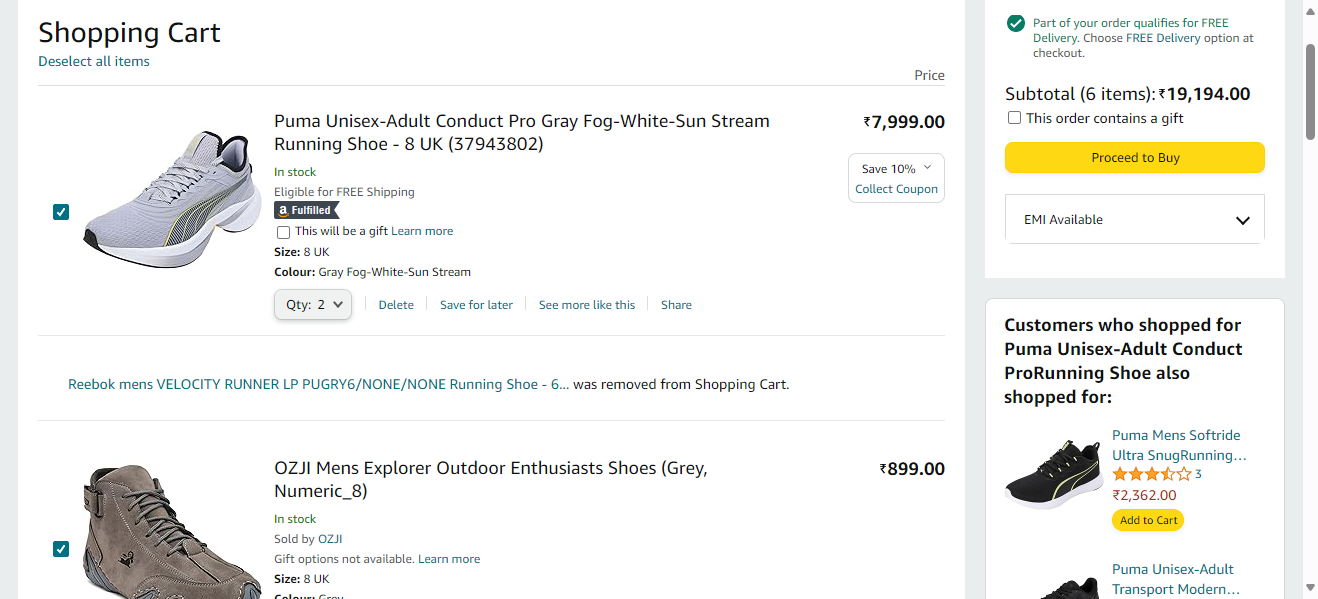 Shopping Cart
Deselect all items
Price
Puma Unisex-Adult Conduct Pro Gray Fog-White-Sun Stream
Running Shoe - 8 UK (37943802)
₹7,999.00
Save 10%
Collect Coupon
In stock
Eligible for FREE Shipping
a Fulfilled
This will be a gift Learn more
Size: 8 UK
Colour: Gray Fog-White-Sun Stream
Qty: 2
Delete
Save for later
See more like this
Share
Reebok mens VELOCITY RUNNER LP PUGRY6/NONE/NONE Running Shoe - 6... was removed from Shopping Cart.
OZJI Mens Explorer Outdoor Enthusiasts Shoes (Grey,
Numeric_8)
₹899.00
In stock
Sold by OZJI
Gift options not available. Learn more
Size: 8 UK
Colour: Grey
Part of your order qualifies for FREE
Delivery. Choose FREE Delivery option at
checkout.
Subtotal (6 items): ₹19,194.00
This order contains a gift
Proceed to Buy
EMI Available
Customers who shopped for
Puma Unisex-Adult Conduct
ProRunning Shoe also
shopped for:
Puma Mens Softride
Ultra SnugRunning...
3
₹2,362.00
Add to Cart
Puma Unisex-Adult
Transport Modern...